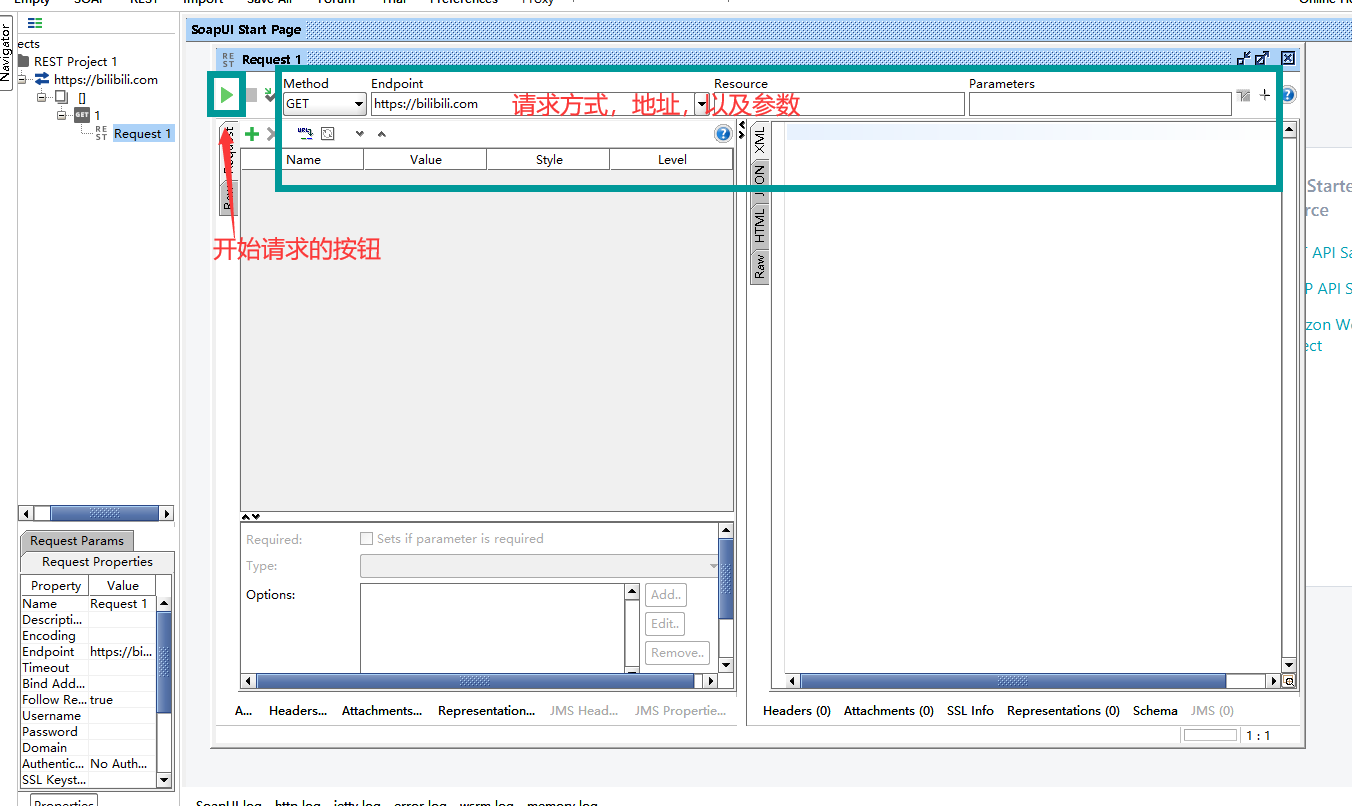 Empty SOAP REST Import Save All Forum Trial Preferences Proxy
Navigator
SoapUI Start Page
ects
REST Project 1
https://bilibili.com
[]
GET 1
REST Request 1
REST Request 1
Method Endpoint Resource Parameters
GET https://bilibili.com
请求方式，地址，以及参数
Request
Raw
Name Value Style Level
开始请求的按钮
XML
JSON
HTML
Raw
Starte
rce
API Sa
P API S
zon We
ect
Required: Sets if parameter is required
Type:
Options:
Add..
Edit..
Remove..
Request Params
Request Properties
Property Value
Name Request 1
Descripti...
Encoding
Endpoint https://bi...
Timeout
Bind Add...
Follow Re... true
Username
Password
Domain
Authentic... No Auth...
SSL Keyst...
Properties
A... Headers... Attachments... Representation... JMS Head... JMS Propertie...
Headers (0) Attachments (0) SSL Info Representations (0) Schema JMS (0)
1 : 1
SoapUI log http log jetty log error log wsrm log memory log